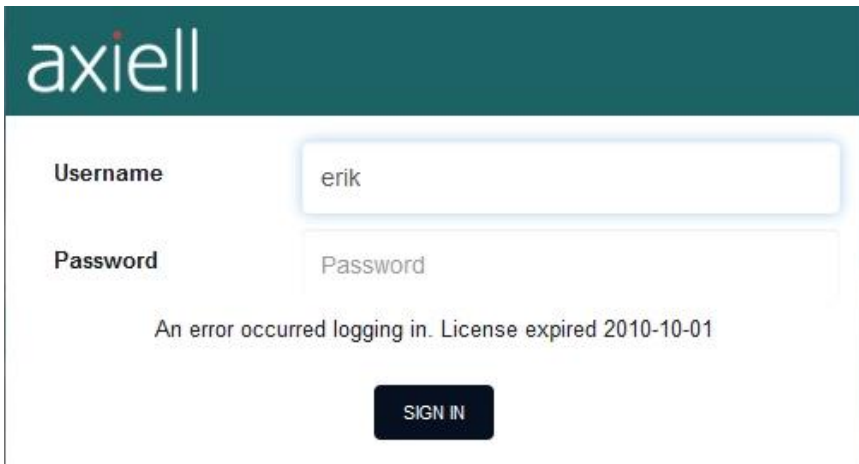 axiell
Username
erik
Password
Password
An error occurred logging in. License expired 2010-10-01
SIGN IN